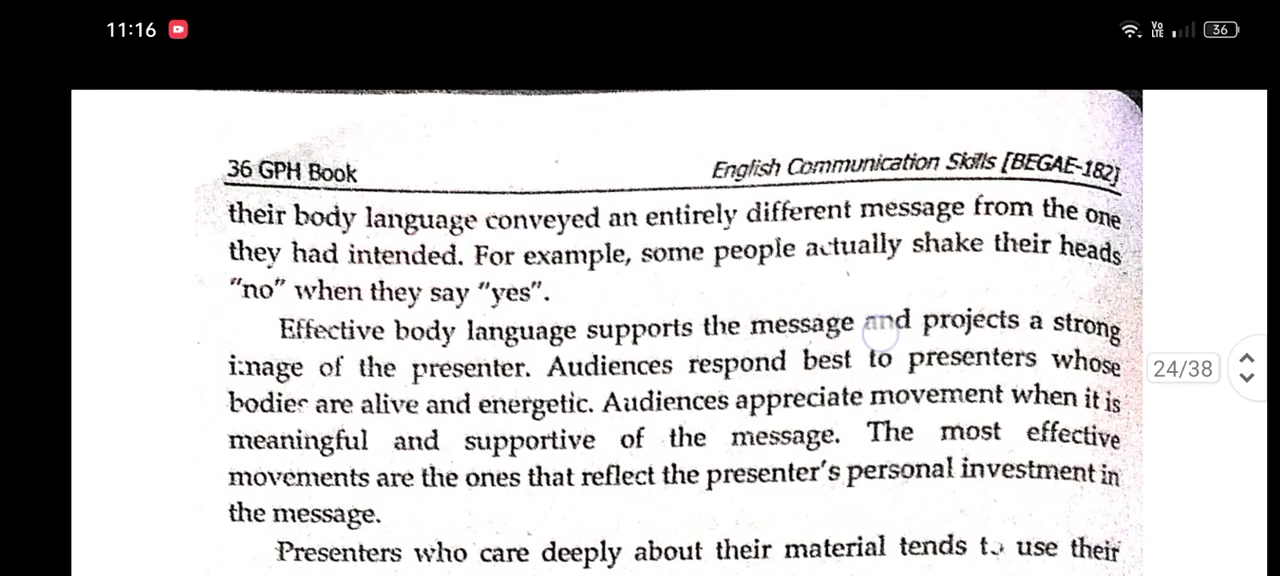 11:16
Vo
LTE
36
36 GPH Book
English Communication Skills [BEGAE-182]
their body language conveyed an entirely different message from the one
they had intended. For example, some people actually shake their heads
"no" when they say "yes".
Effective body language supports the message and projects a strong
image of the presenter. Audiences respond best to presenters whose
bodies are alive and energetic. Audiences appreciate movement when it is
meaningful and supportive of the message. The most effective
movements are the ones that reflect the presenter's personal investment in
the message.
Presenters who care deeply about their material tends to use their
24/38